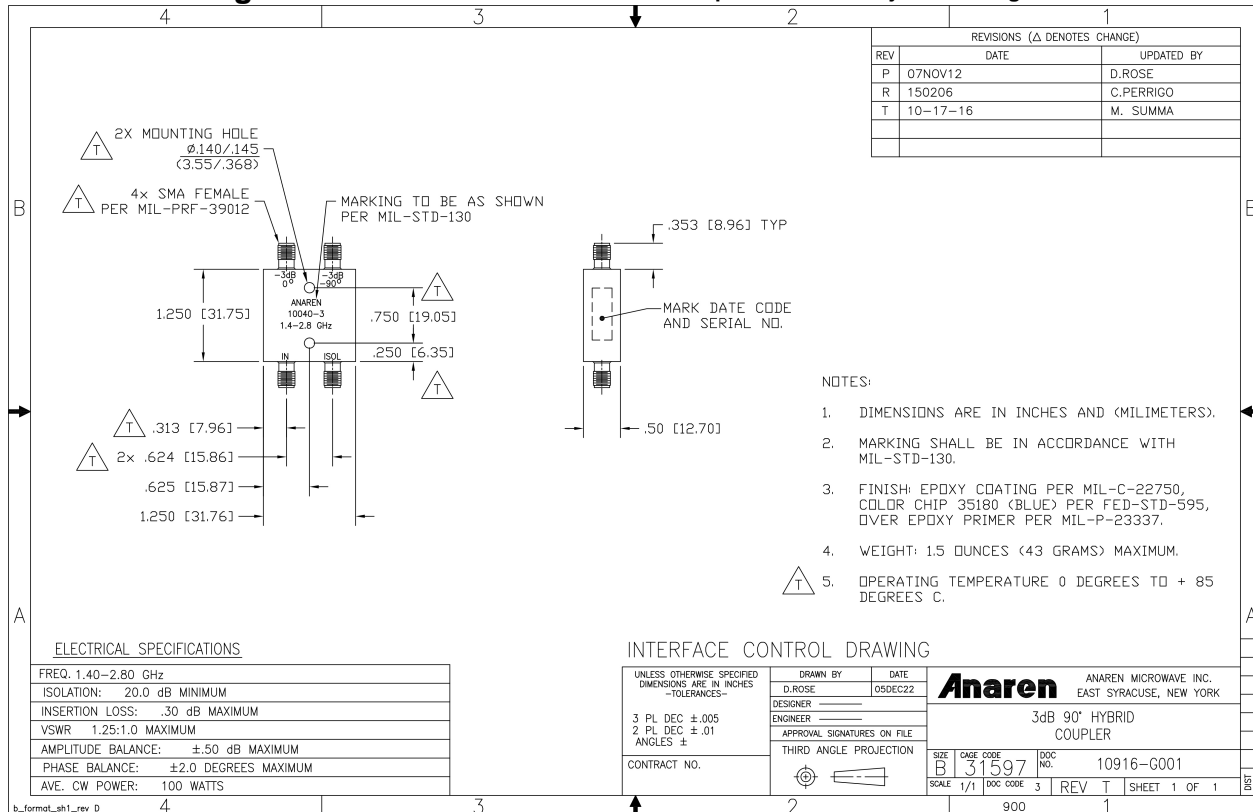 4 3 2 1
REVISIONS (△ DENOTES CHANGE)
REV DATE UPDATED BY
P 07NOV12 D.ROSE
R 150206 C.PERRIGO
T 10-17-16 M. SUMMA
T
2X MOUNTING HOLE
Ø.140/.145
(3.55/.368)
T
4x SMA FEMALE
PER MIL-PRF-39012
MARKING TO BE AS SHOWN
PER MIL-STD-130
B
-3dB
0°
-3dB
-90°
ANAREN
10040-3
1.4-2.8 GHz
IN ISOL
1.250 [31.75]
T
.750 [19.05]
.250 [6.35]
T
T
.313 [7.96]
T
2x .624 [15.86]
.625 [15.87]
1.250 [31.76]
.353 [8.96] TYP
MARK DATE CODE
AND SERIAL NO.
.50 [12.70]
NOTES:
1. DIMENSIONS ARE IN INCHES AND (MILIMETERS).
2. MARKING SHALL BE IN ACCORDANCE WITH
MIL-STD-130.
3. FINISH: EPOXY COATING PER MIL-C-22750,
COLOR CHIP 35180 (BLUE) PER FED-STD-595,
OVER EPOXY PRIMER PER MIL-P-23337.
4. WEIGHT: 1.5 OUNCES (43 GRAMS) MAXIMUM.
T
5. OPERATING TEMPERATURE 0 DEGREES TO + 85
DEGREES C.
A
ELECTRICAL SPECIFICATIONS
FREQ. 1.40-2.80 GHz
ISOLATION: 20.0 dB MINIMUM
INSERTION LOSS: .30 dB MAXIMUM
VSWR 1.25:1.0 MAXIMUM
AMPLITUDE BALANCE: ±.50 dB MAXIMUM
PHASE BALANCE: ±2.0 DEGREES MAXIMUM
AVE. CW POWER: 100 WATTS
INTERFACE CONTROL DRAWING
UNLESS OTHERWISE SPECIFIED
DIMENSIONS ARE IN INCHES
-TOLERANCES-
3 PL DEC ±.005
2 PL DEC ±.01
ANGLES ±
CONTRACT NO.
DRAWN BY DATE
D.ROSE 05DEC22
DESIGNER
ENGINEER
APPROVAL SIGNATURES ON FILE
THIRD ANGLE PROJECTION
Anaren
ANAREN MICROWAVE INC.
EAST SYRACUSE, NEW YORK
3dB 90° HYBRID
COUPLER
SIZE B
CAGE CODE 31597
DOC NO. 10916-G001
SCALE 1/1 DOC CODE 3 REV T SHEET 1 OF 1
DIST
b_format_sh1_rev D
4 3 2 900 1